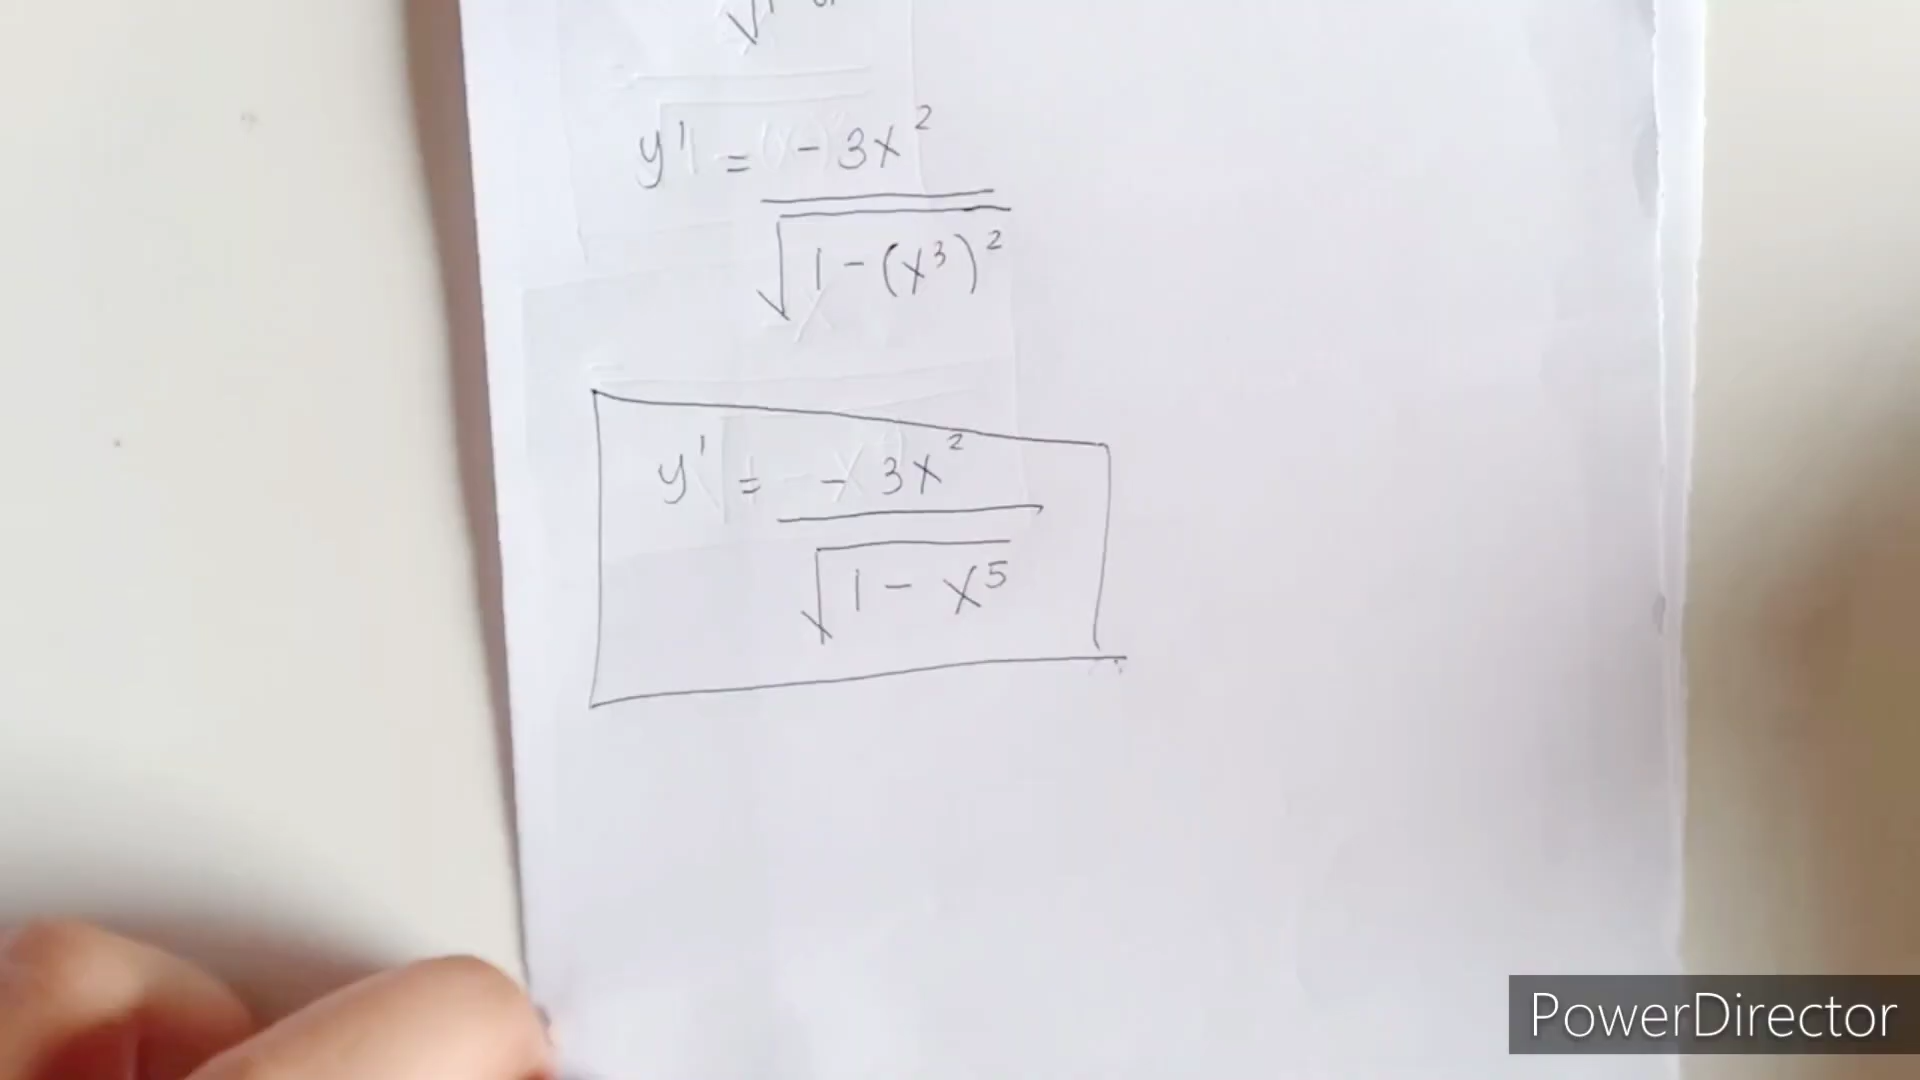 y' = -3x²
√1-(x³)²
y' = -3x²
√1-x⁵
PowerDirector